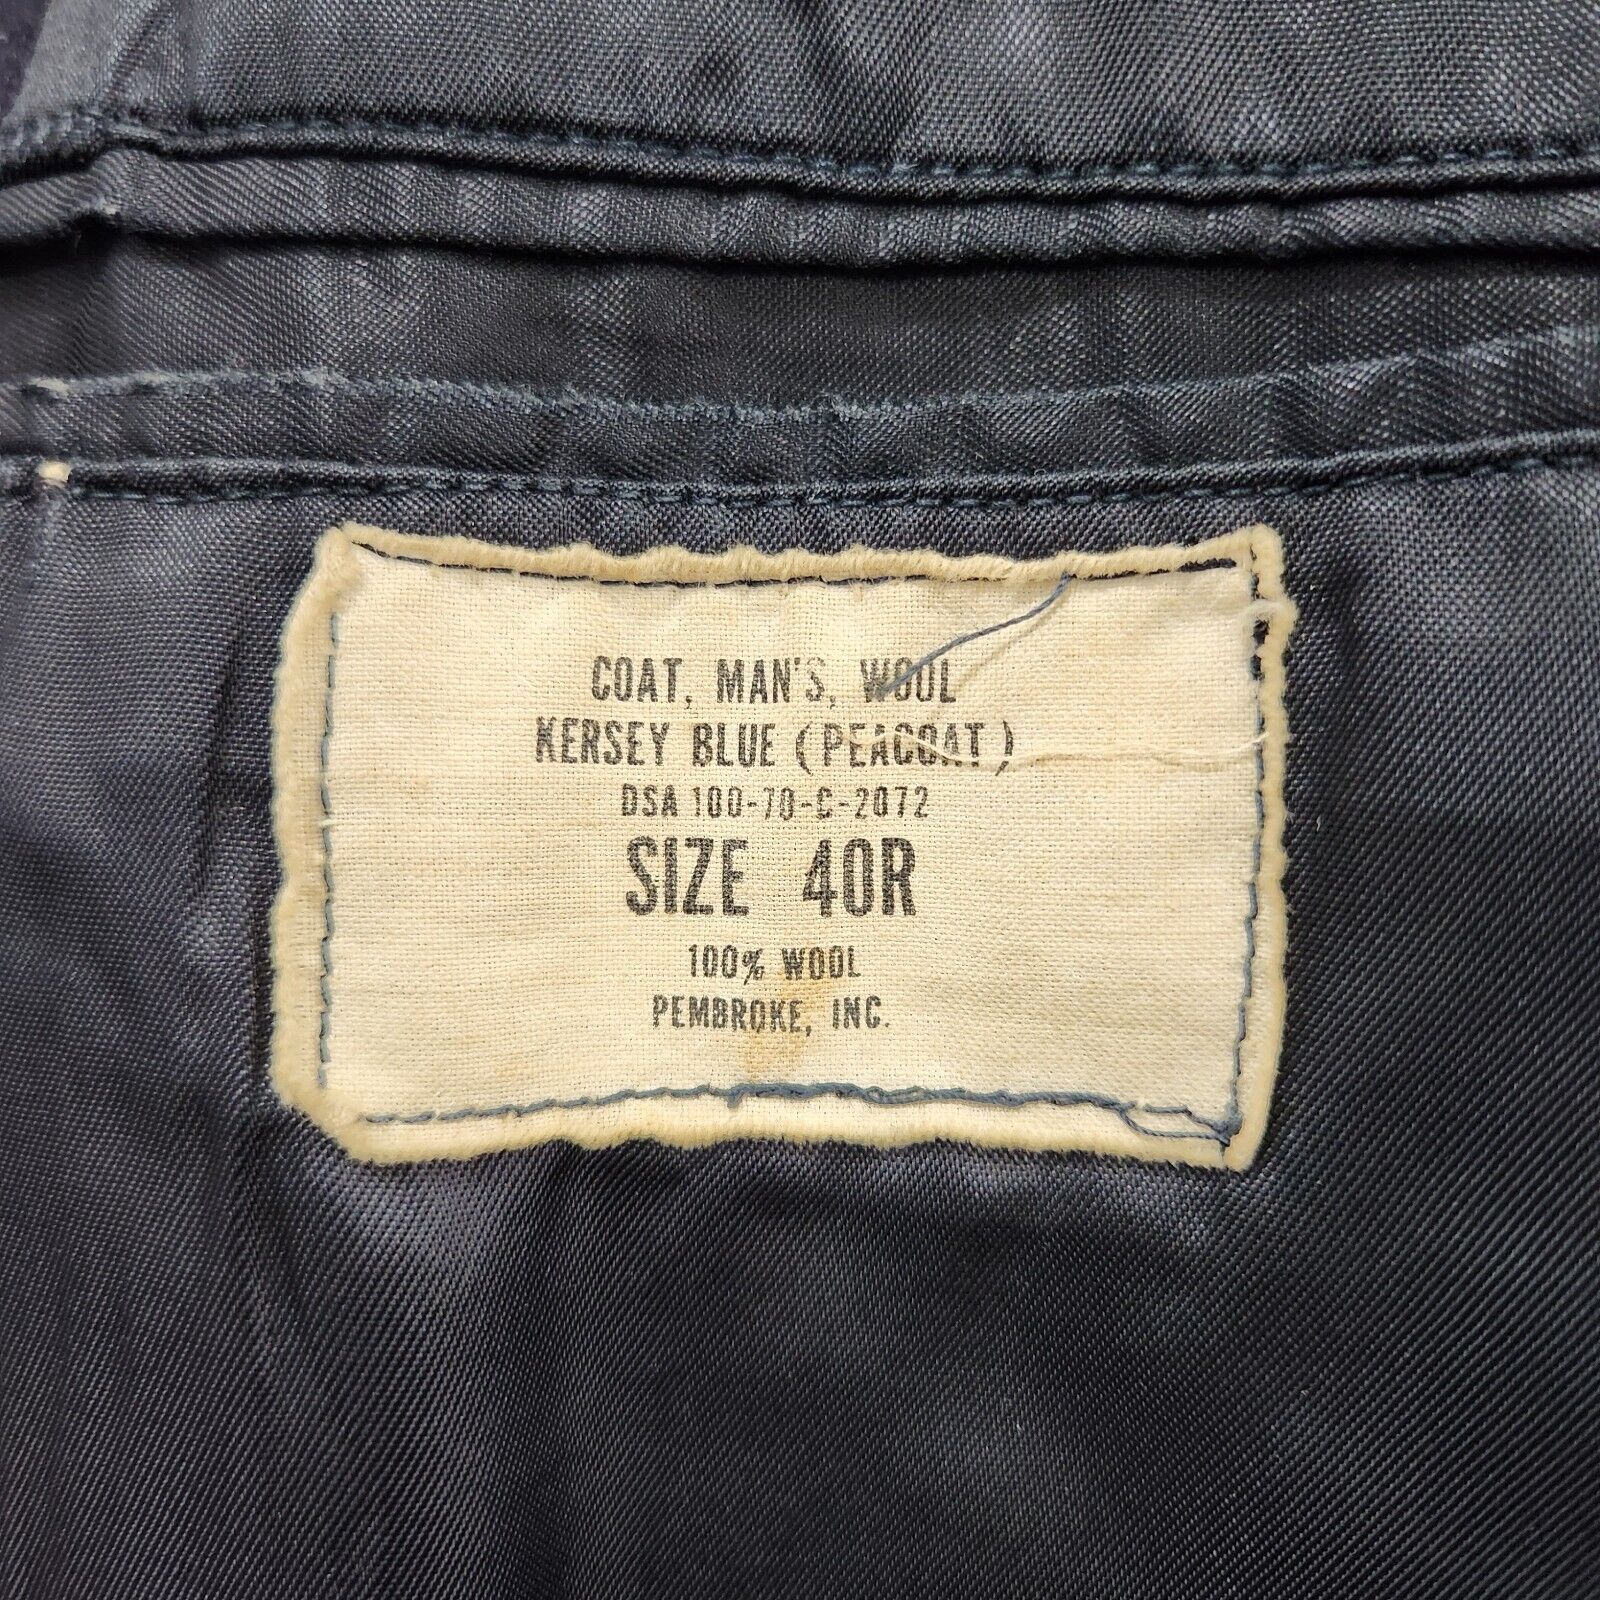 COAT, MAN'S, WOOL
KERSEY BLUE (PEACOAT)
DSA 100-70-C-2072
SIZE 40R
100% WOOL
PEMBROKE, INC.